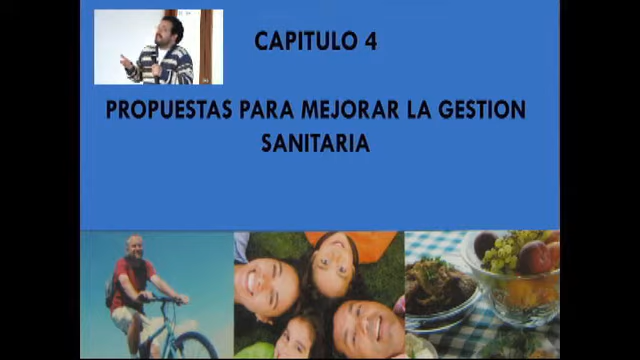 CAPITULO 4
PROPUESTAS PARA MEJORAR LA GESTION
SANITARIA